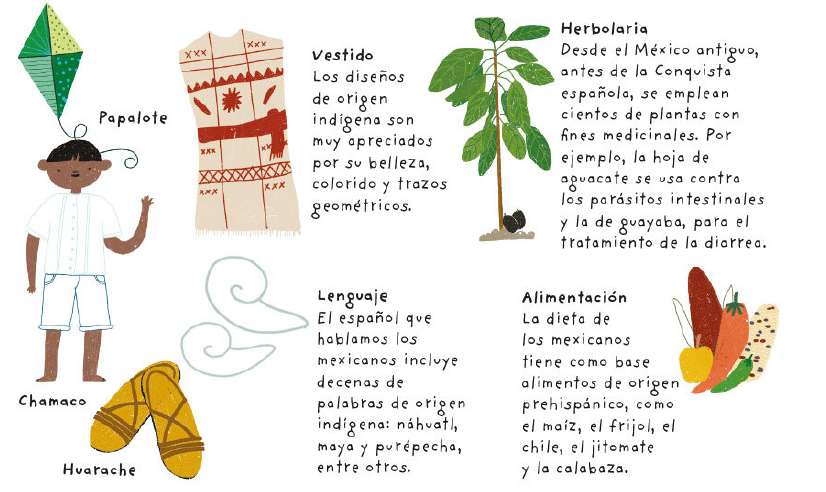 Papalote
Chamaco
Huarache
Vestido
Los diseños
de origen
indígena son
muy apreciados
por su belleza,
colorido y trazos
geométricos.
Herbolaria
Desde el México antiguo,
antes de la Conquista
española, se emplean
cientos de plantas con
fines medicinales. Por
ejemplo, la hoja de
aguacate se usa contra
los parásitos intestinales
y la de guayaba, para el
tratamiento de la diarrea.
Lenguaje
El español que
hablamos los
mexicanos incluye
decenas de
palabras de origen
indígena: náhuatl,
maya y purépecha,
entre otros.
Alimentación
La dieta de
los mexicanos
tiene como base
alimentos de origen
prehispánico, como
el maíz, el frijol, el
chile, el jitomate
y la calabaza.